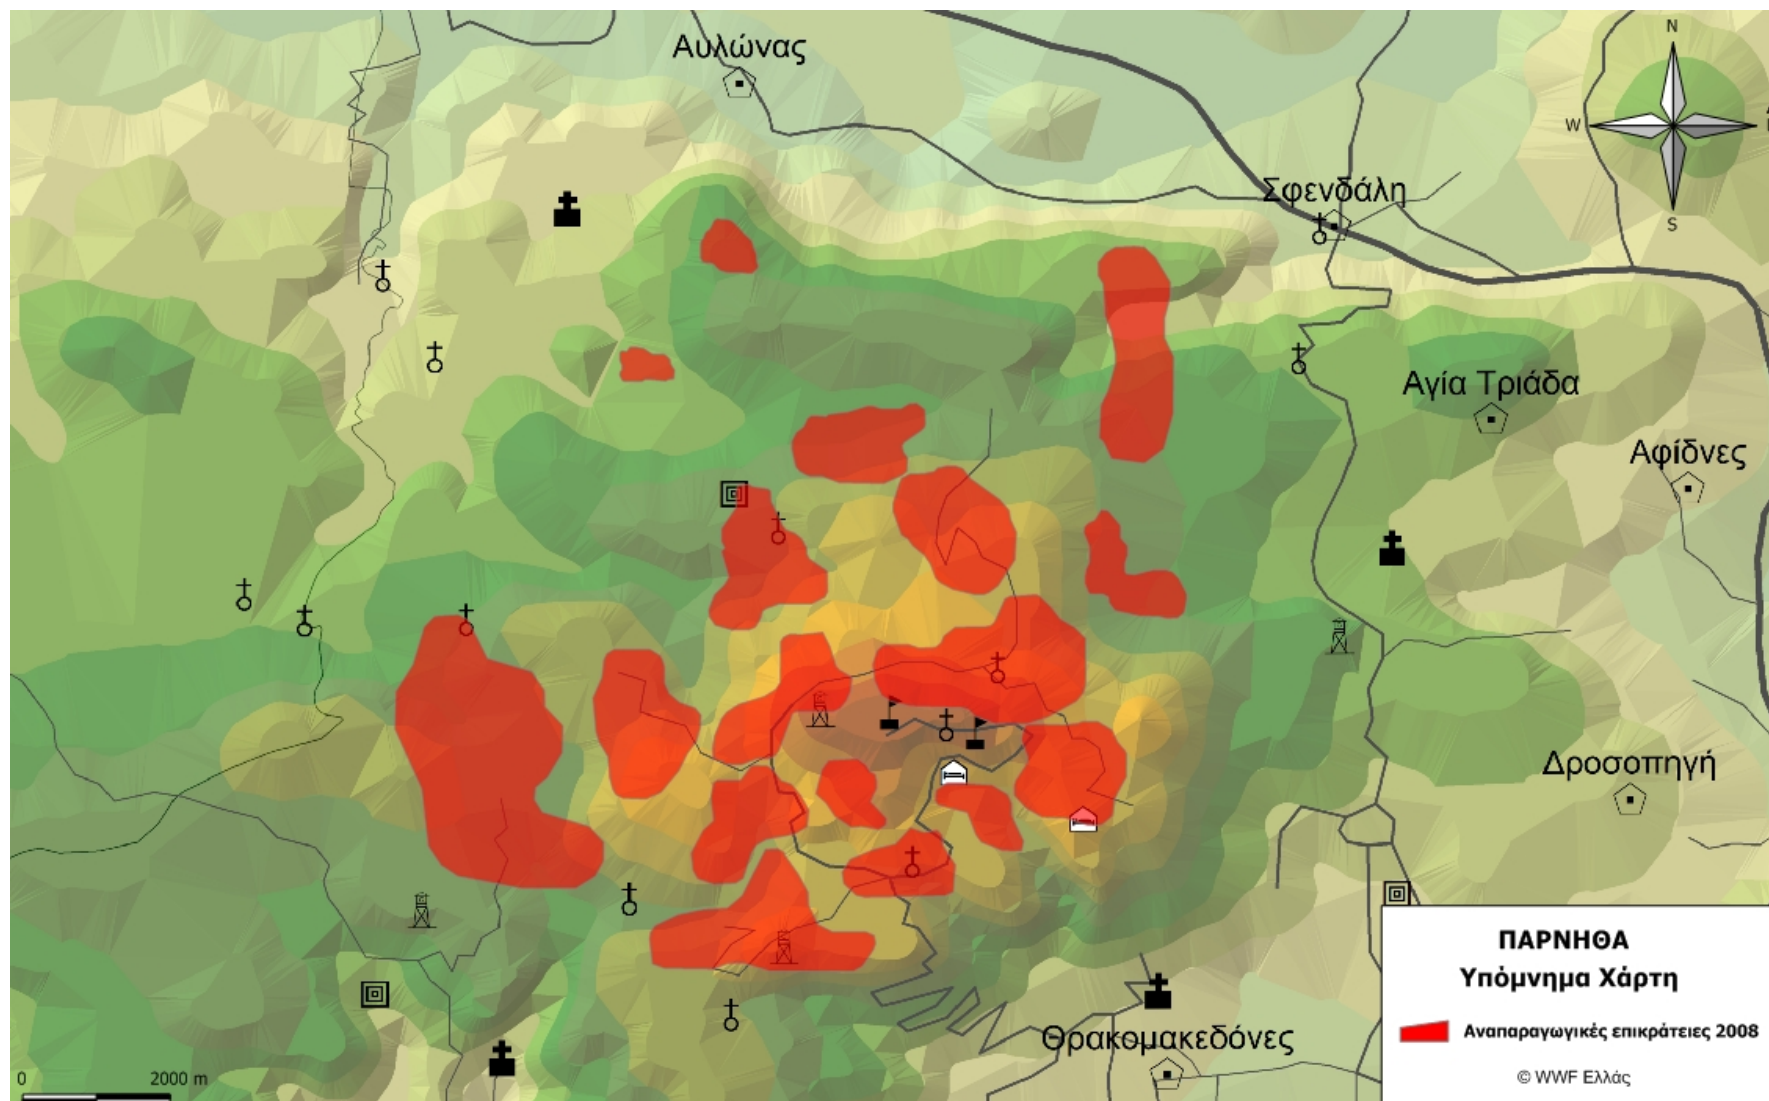 Αυλώνας
N
W
S
Σφενδάλη
Αγία Τριάδα
Αφίδνες
Δροσοπηγή
ΠΑΡΝΗΘΑ
Υπόμνημα Χάρτη
Αναπαραγωγικές επικράτειες 2008
© WWF Ελλάς
Θρακομακεδόνες
0 2000 m